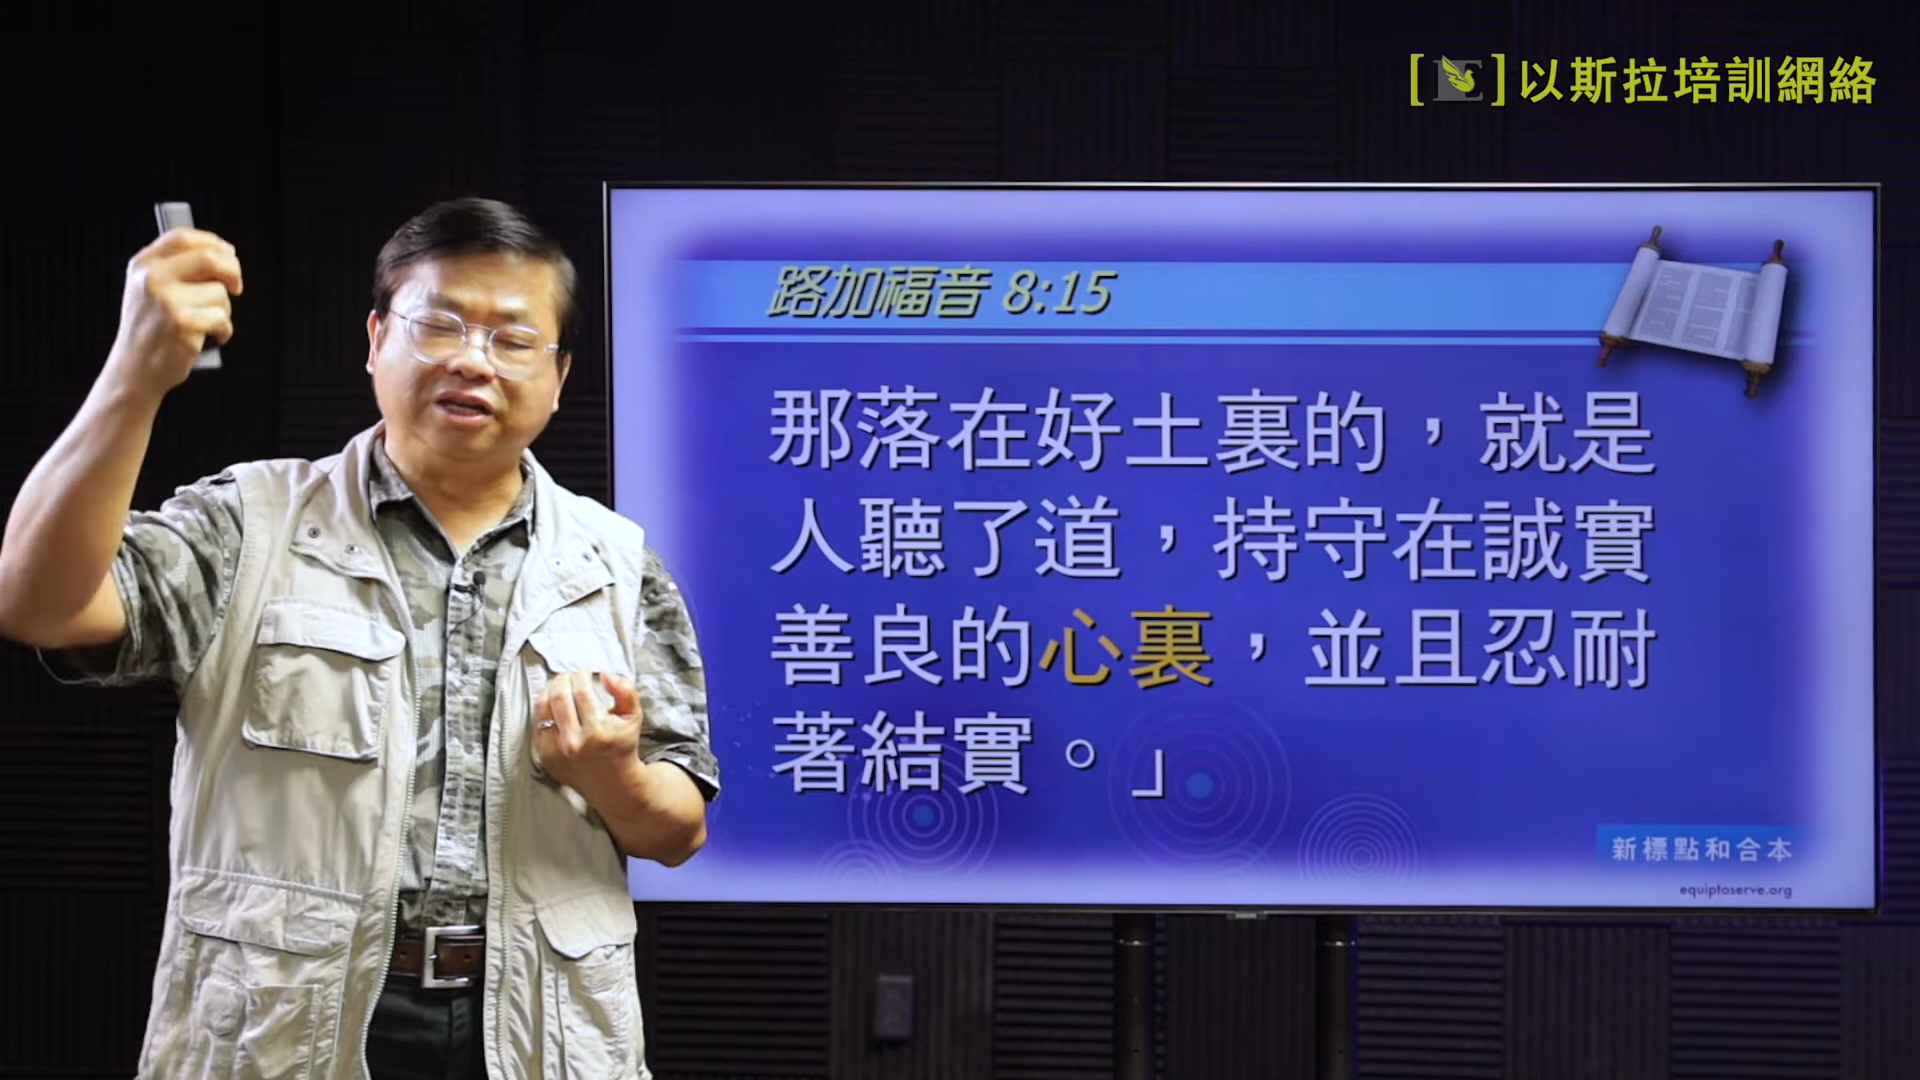 [E]以斯拉培訓網絡
路加福音 8:15
那落在好土裏的，就是
人聽了道，持守在誠實
善良的心裏，並且忍耐
著結實。」
新標點和合本
equiptoserve.org